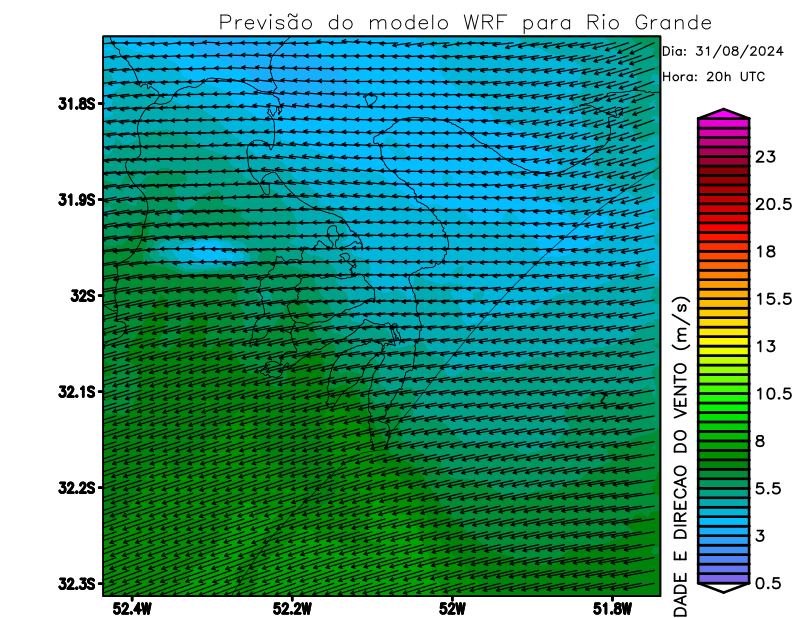 Previsão do modelo WRF para Rio Grande
Dia: 31/08/2024
Hora: 20h UTC
31.8S
31.9S
32S
32.1S
32.2S
32.3S
52.4W
52.2W
52W
51.8W
23
20.5
18
15.5
13
10.5
8
5.5
3
0.5
DADE E DIRECAO DO VENTO (m/s)